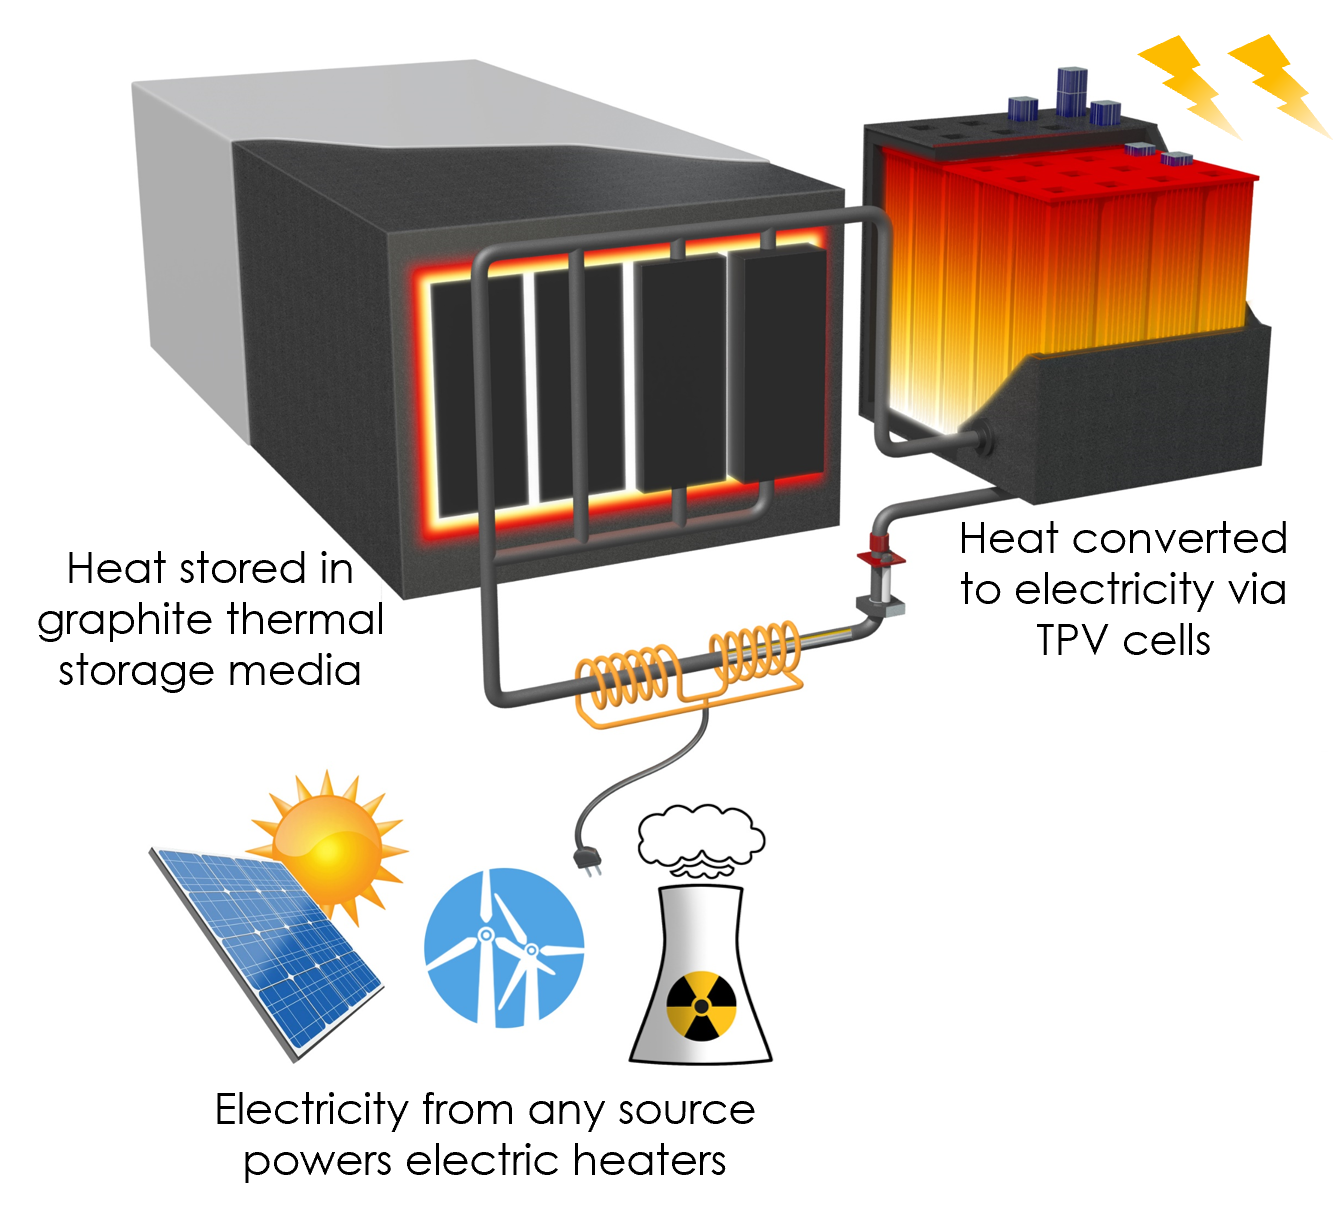 Heat stored in
graphite thermal
storage media
Heat converted
to electricity via
TPV cells
Electricity from any source
powers electric heaters